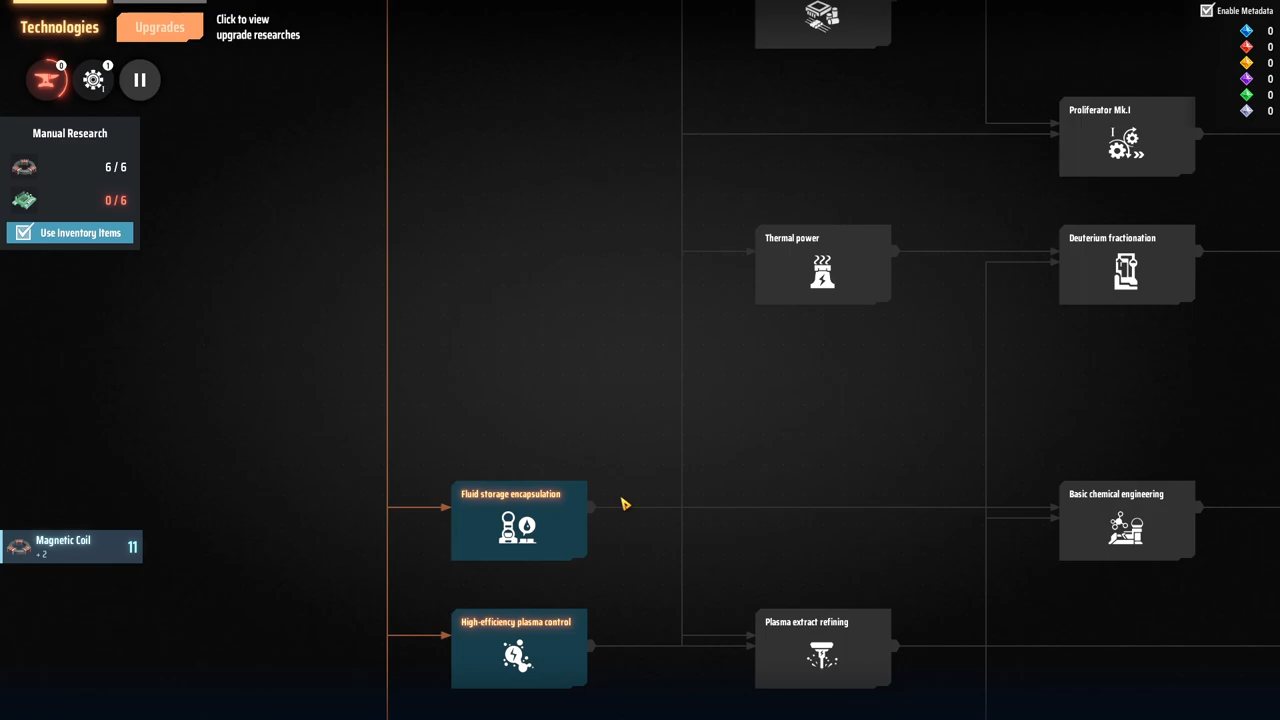 Technologies
Upgrades
Click to view
upgrade researches
Enable Metadata
0
0
0
0
0
0
0
1
Manual Research
6 / 6
0 / 6
Use Inventory Items
Proliferator Mk.I
I
Thermal power
Deuterium fractionation
Fluid storage encapsulation
Basic chemical engineering
Magnetic Coil
+ 2
11
High-efficiency plasma control
Plasma extract refining